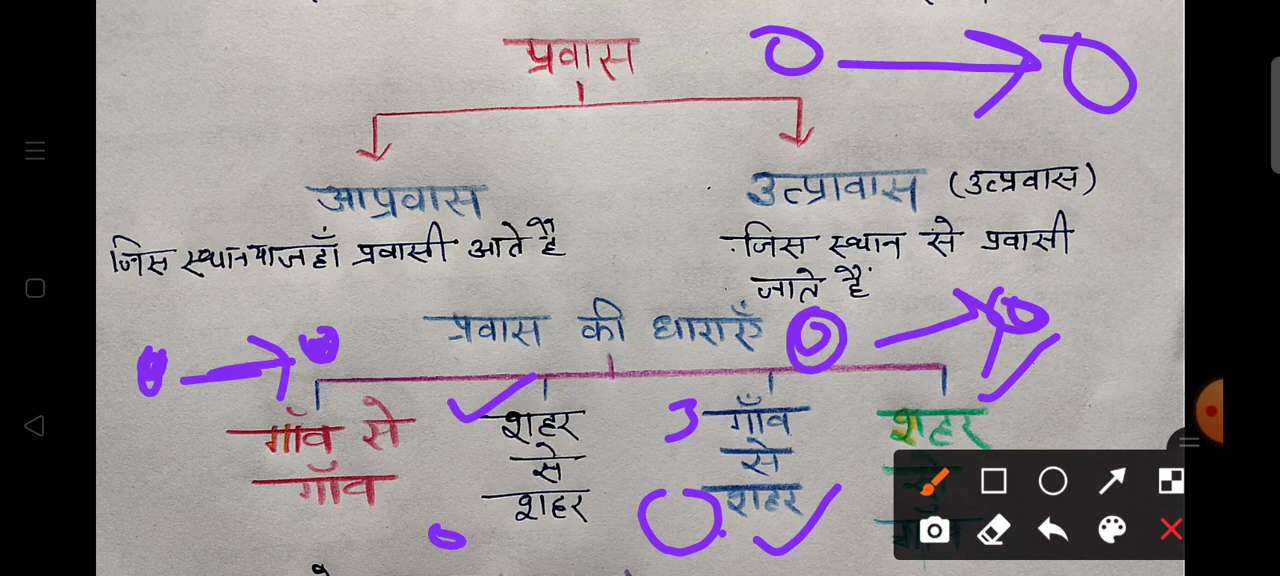 प्रवास
आप्रवास
उत्प्रावास (उत्प्रवास)
जिस स्थान या जहाँ प्रवासी आते हैं
जिस स्थान से प्रवासी
जाते हैं
प्रवास की धाराएँ
गाँव से
गाँव
शहर
से
शहर
गाँव
से
शहर
शहर